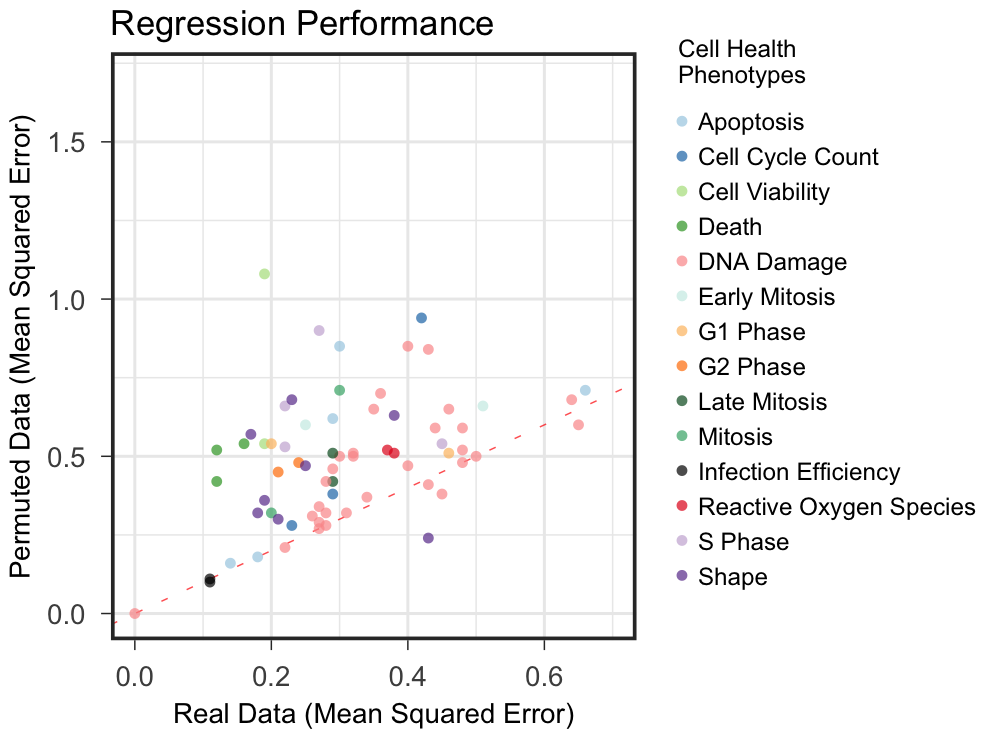 Regression Performance
Permuted Data (Mean Squared Error)
1.5
1.0
0.5
0.0
0.0 0.2 0.4 0.6
Real Data (Mean Squared Error)
Cell Health
Phenotypes
Apoptosis
Cell Cycle Count
Cell Viability
Death
DNA Damage
Early Mitosis
G1 Phase
G2 Phase
Late Mitosis
Mitosis
Infection Efficiency
Reactive Oxygen Species
S Phase
Shape